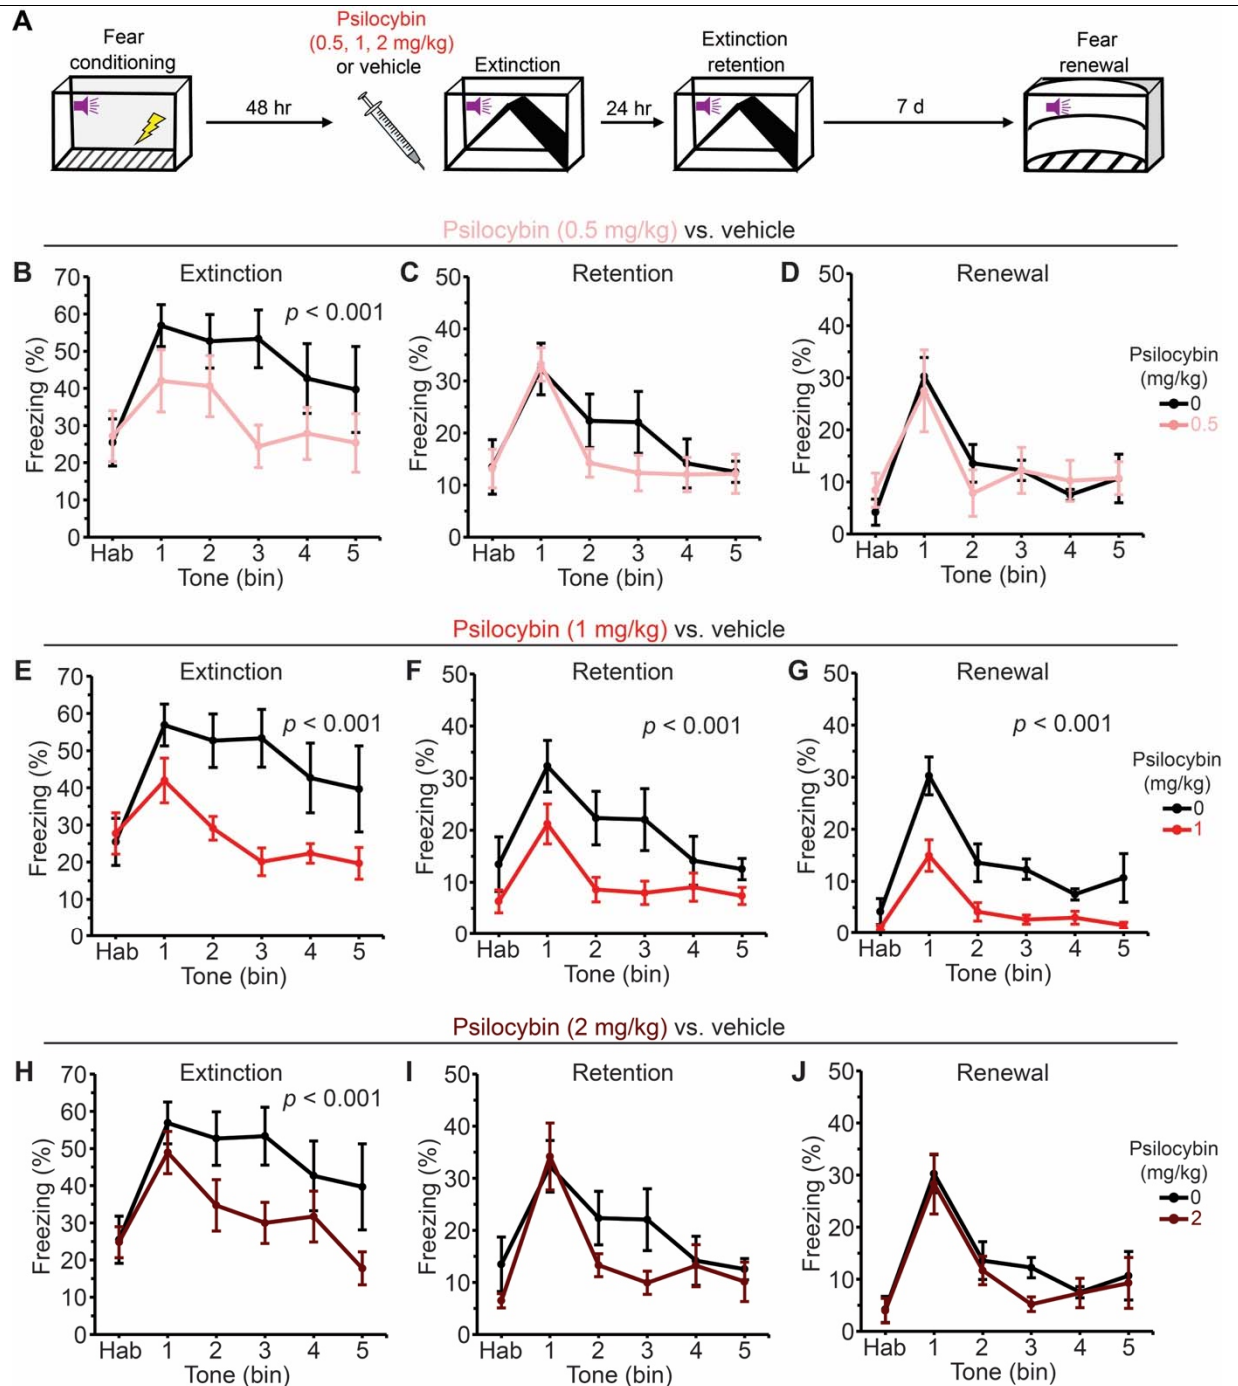 A
Fear
conditioning
48 hr
Psilocybin
(0.5, 1, 2 mg/kg)
or vehicle
Extinction
24 hr
Extinction
retention
7 d
Fear
renewal
Psilocybin (0.5 mg/kg) vs. vehicle
B
Extinction
p < 0.001
Freezing (%)
70
60
50
40
30
20
10
0
Hab 1 2 3 4 5
Tone (bin)
C
Retention
Freezing (%)
50
40
30
20
10
0
Hab 1 2 3 4 5
Tone (bin)
D
Renewal
Freezing (%)
50
40
30
20
10
0
Hab 1 2 3 4 5
Tone (bin)
Psilocybin
(mg/kg)
0
0.5
Psilocybin (1 mg/kg) vs. vehicle
E
Extinction
p < 0.001
Freezing (%)
70
60
50
40
30
20
10
0
Hab 1 2 3 4 5
Tone (bin)
F
Retention
p < 0.001
Freezing (%)
50
40
30
20
10
0
Hab 1 2 3 4 5
Tone (bin)
G
Renewal
p < 0.001
Freezing (%)
50
40
30
20
10
0
Hab 1 2 3 4 5
Tone (bin)
Psilocybin
(mg/kg)
0
1
Psilocybin (2 mg/kg) vs. vehicle
H
Extinction
p < 0.001
Freezing (%)
70
60
50
40
30
20
10
0
Hab 1 2 3 4 5
Tone (bin)
I
Retention
Freezing (%)
50
40
30
20
10
0
Hab 1 2 3 4 5
Tone (bin)
J
Renewal
Freezing (%)
50
40
30
20
10
0
Hab 1 2 3 4 5
Tone (bin)
Psilocybin
(mg/kg)
0
2